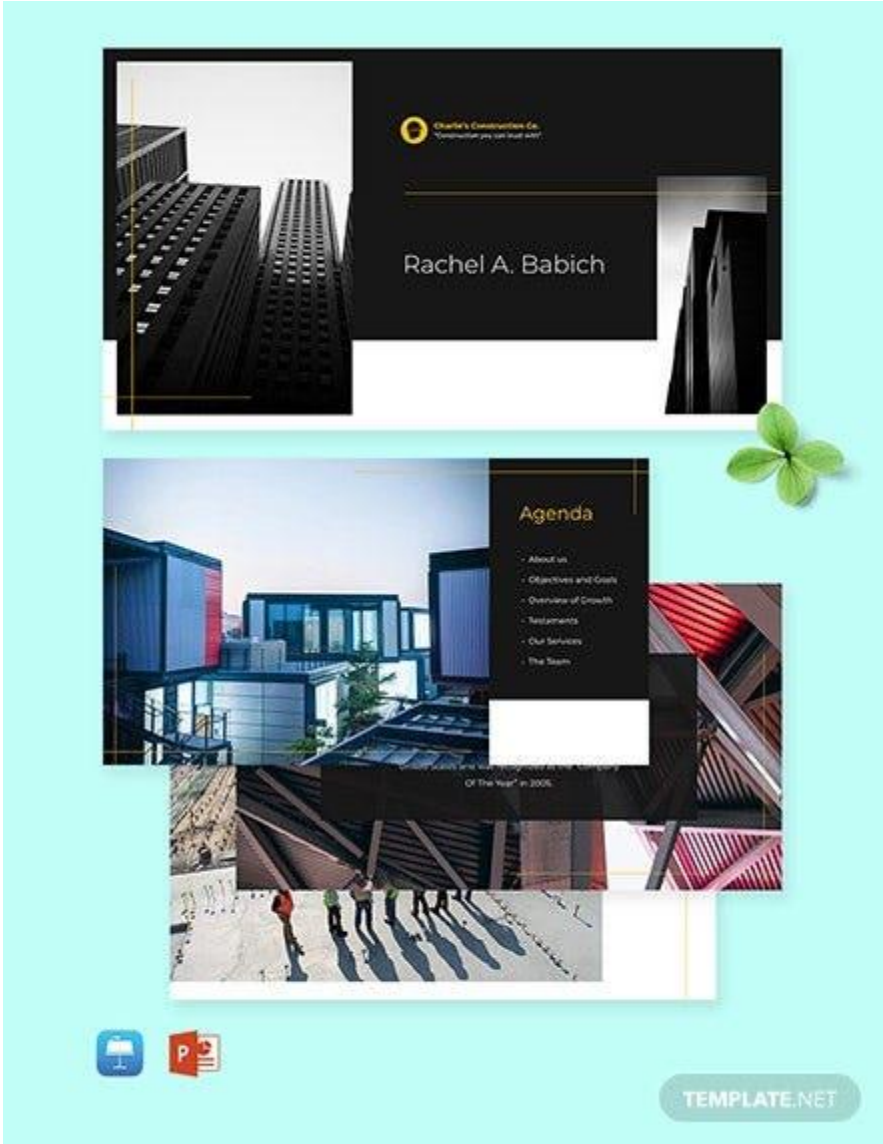 Charlie's Construction Co.
"Construction you can trust with".
Rachel A. Babich
Agenda
- About us
- Objectives and Goals
- Overview of Growth
- Testaments
- Our Services
- The Team
Of The Year" in 2005.
P
TEMPLATE.NET